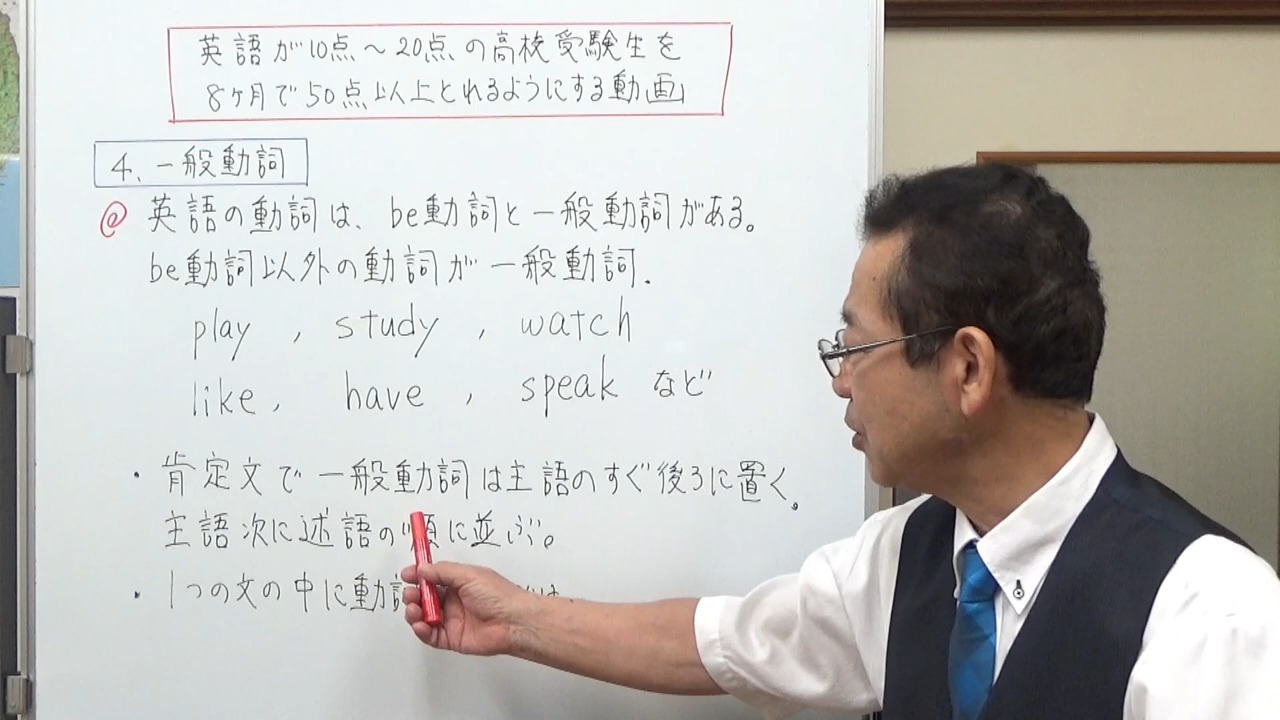 英語が10点～20点の高校受験生を
8ヶ月で50点以上とれるようにする動画
4、一般動詞
@ 英語の動詞は、be動詞と一般動詞がある。
be動詞以外の動詞が一般動詞.
play , study , watch
like , have , speak など
・肯定文で一般動詞は主語のすぐ後ろに置く。
主語次に述語の順に並ぶ。
・1つの文の中に動詞